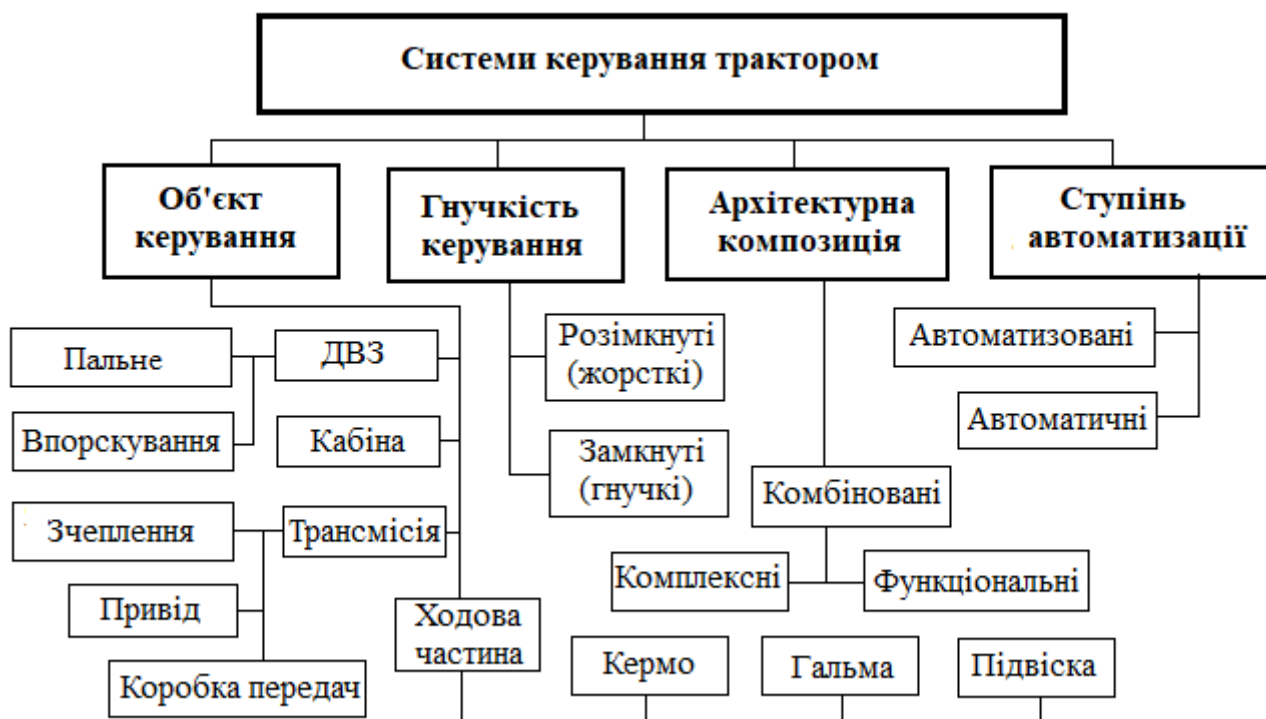 Системи керування трактором
Об'єкт
керування
Гнучкість
керування
Архітектурна
композиція
Ступінь
автоматизації
Пальне
ДВЗ
Впорскування
Кабіна
Зчеплення
Трансмісія
Привід
Коробка передач
Ходова
частина
Розімкнуті
(жорсткі)
Замкнуті
(гнучкі)
Комбіновані
Комплексні
Функціональні
Автоматизовані
Автоматичні
Кермо
Гальма
Підвіска